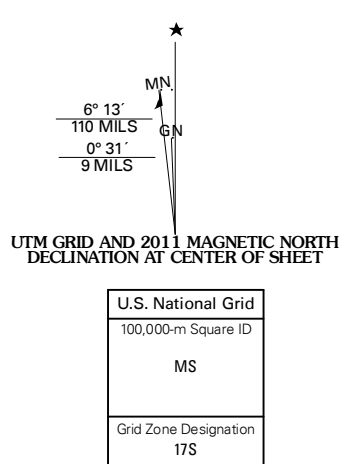 ★
MN
6° 13´
110 MILS
GN
0° 31´
9 MILS
UTM GRID AND 2011 MAGNETIC NORTH
DECLINATION AT CENTER OF SHEET
U.S. National Grid
100,000-m Square ID
MS
Grid Zone Designation
17S